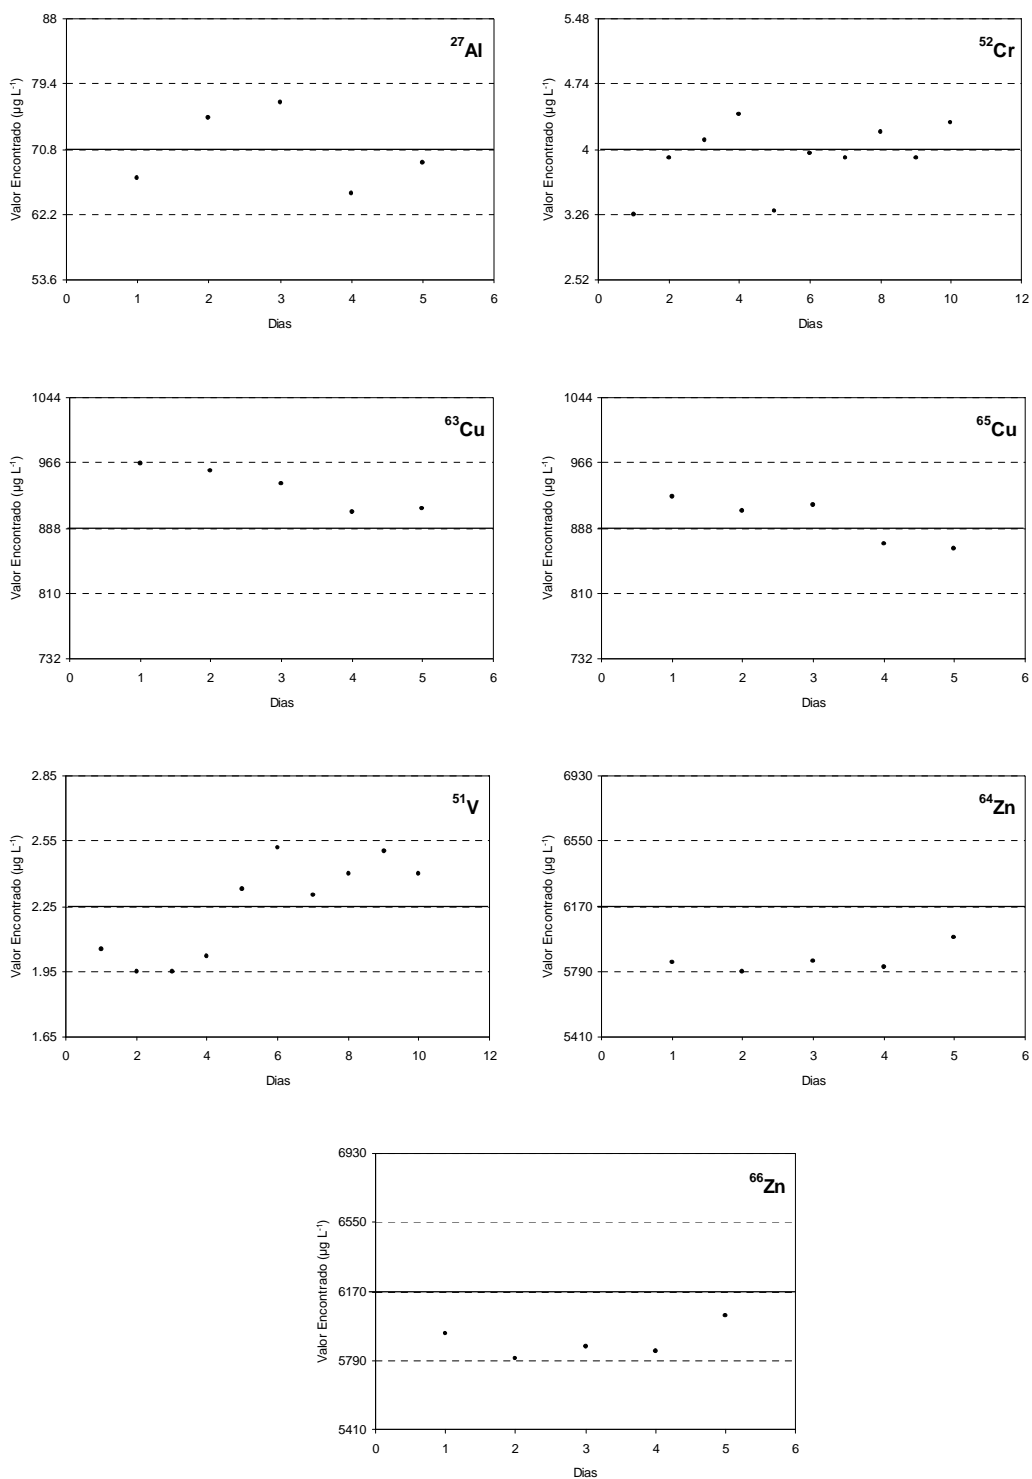 88
79.4
70.8
62.2
53.6
Valor Encontrado (µg L⁻¹)
²⁷Al
0 1 2 3 4 5 6
Dias
5.48
4.74
4
3.26
2.52
Valor Encontrado (µg L⁻¹)
⁵²Cr
0 2 4 6 8 10 12
Dias
1044
966
888
810
732
Valor Encontrado (µg L⁻¹)
⁶³Cu
0 1 2 3 4 5 6
Dias
1044
966
888
810
732
Valor Encontrado (µg L⁻¹)
⁶⁵Cu
0 1 2 3 4 5 6
Dias
2.85
2.55
2.25
1.95
1.65
Valor Encontrado (µg L⁻¹)
⁵¹V
0 2 4 6 8 10 12
Dias
6930
6550
6170
5790
5410
Valor Encontrado (µg L⁻¹)
⁶⁴Zn
0 1 2 3 4 5 6
Dias
6930
6550
6170
5790
5410
Valor Encontrado (µg L⁻¹)
⁶⁶Zn
0 1 2 3 4 5 6
Dias